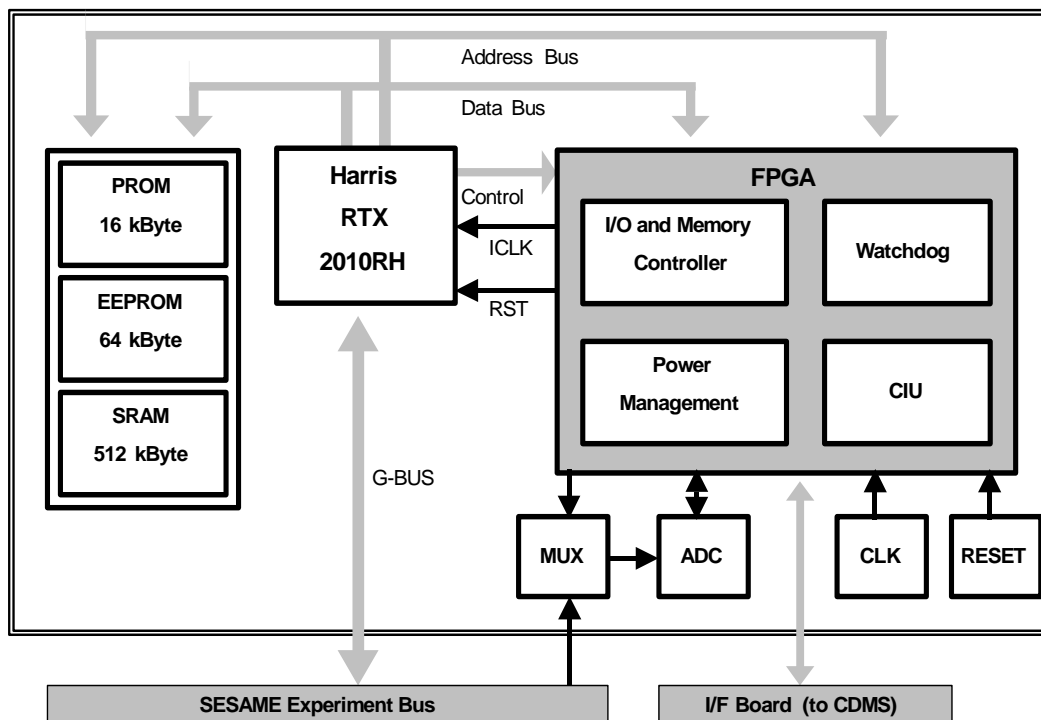 Address Bus
Data Bus
PROM
16 kByte
EEPROM
64 kByte
SRAM
512 kByte
Harris
RTX
2010RH
Control
ICLK
RST
FPGA
I/O and Memory
Controller
Watchdog
Power
Management
CIU
G-BUS
MUX
ADC
CLK
RESET
SESAME Experiment Bus
I/F Board (to CDMS)